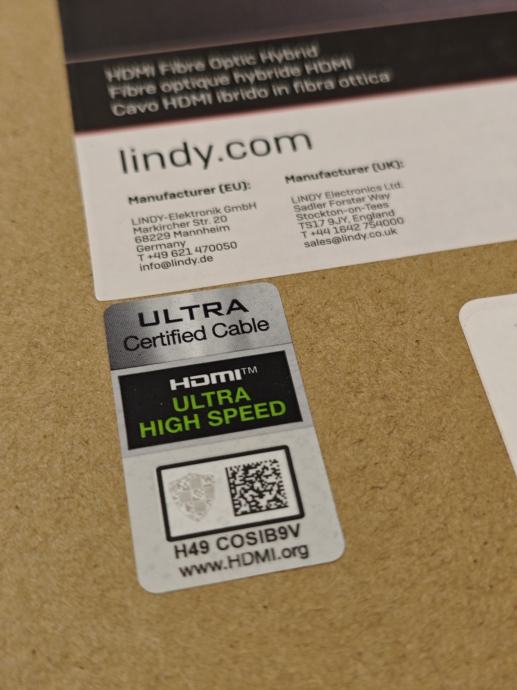 HDMI Fibre Optic Hybrid
Fibre optique hybride HDMI
Cavo HDMI ibrido in fibra ottica
lindy.com
Manufacturer (EU):
LINDY-Elektronik GmbH
Markircher Str. 20
68229 Mannheim
Germany
T +49 621 470050
info@lindy.de
Manufacturer (UK):
LINDY Electronics Ltd.
Sadler Forster Way
Stockton-on-Tees
TS17 9JY, England
T +44 1642 754000
sales@lindy.co.uk
ULTRA
Certified Cable
HDMI™
ULTRA
HIGH SPEED
H49 COSIB9V
www.HDMI.org